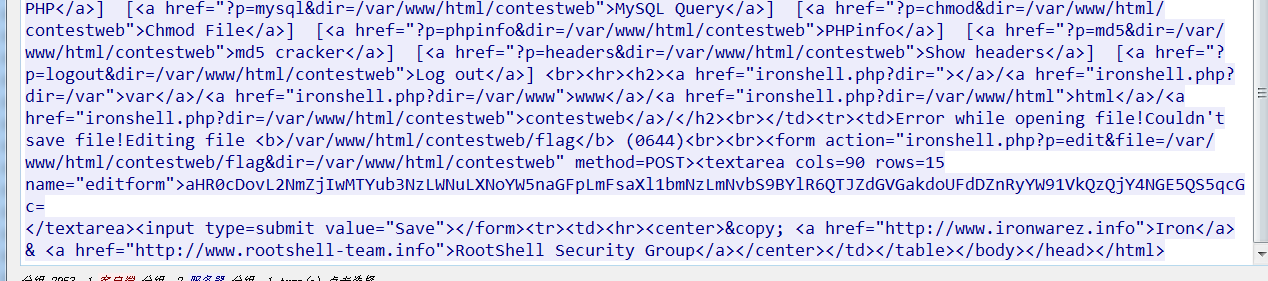 PHP</a>]  [<a href="?p=mysql&dir=/var/www/html/contestweb">MySQL Query</a>]  [<a href="?p=chmod&dir=/var/www/html/
contestweb">Chmod File</a>]  [<a href="?p=phpinfo&dir=/var/www/html/contestweb">PHPinfo</a>]  [<a href="?p=md5&dir=/var/
www/html/contestweb">md5 cracker</a>]  [<a href="?p=headers&dir=/var/www/html/contestweb">Show headers</a>]  [<a href="?
p=logout&dir=/var/www/html/contestweb">Log out</a>] <br><hr><h2><a href="ironshell.php?dir="></a>/<a href="ironshell.php?
dir=/var">var</a>/<a href="ironshell.php?dir=/var/www">www</a>/<a href="ironshell.php?dir=/var/www/html">html</a>/<a
href="ironshell.php?dir=/var/www/html/contestweb">contestweb</a>/</h2><br></td><tr><td>Error while opening file!Couldn't
save file!Editing file <b>/var/www/html/contestweb/flag</b> (0644)<br><br><form action="ironshell.php?p=edit&file=/var/
www/html/contestweb/flag&dir=/var/www/html/contestweb" method=POST><textarea cols=90 rows=15
name="editform">aHR0cDovL2NmZjIwMTYub3NzLWNuLXNoYW5naGFpLmFsaXl1bmNzLmNvbS9BYlR6QTJZdGVGakdoUFdDZnRyYW91VkQzQjY4NGE5QS5qcG
c=
</textarea><input type=submit value="Save"></form><tr><td><hr><center>&copy; <a href="http://www.ironwarez.info">Iron</a>
& <a href="http://www.rootshell-team.info">RootShell Security Group</a></center></td></table></body></head></html>